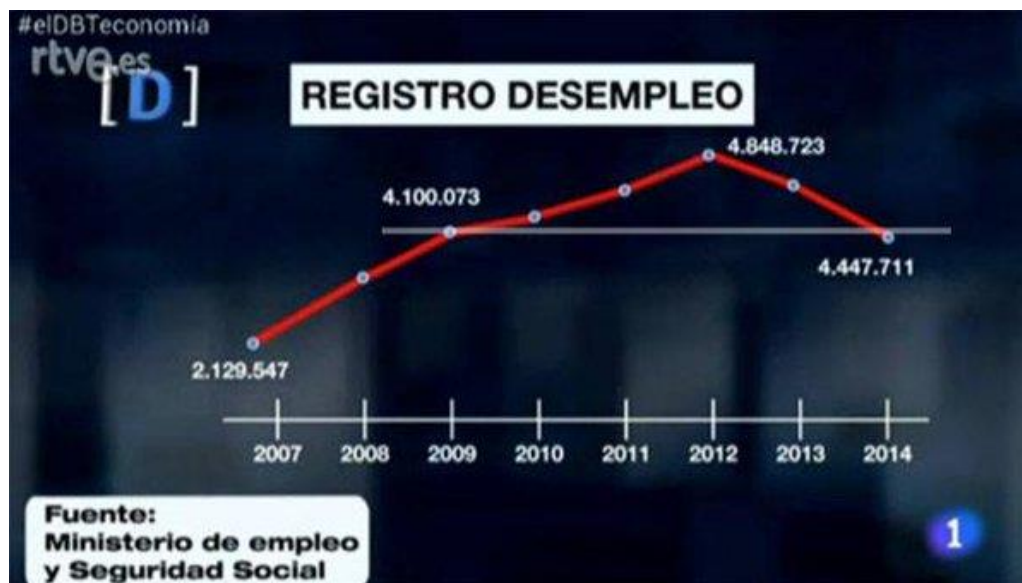 #elDBTeconomía
rtve.es
[D]
REGISTRO DESEMPLEO
4.848.723
4.100.073
4.447.711
2.129.547
2007 2008 2009 2010 2011 2012 2013 2014
Fuente:
Ministerio de empleo
y Seguridad Social
1